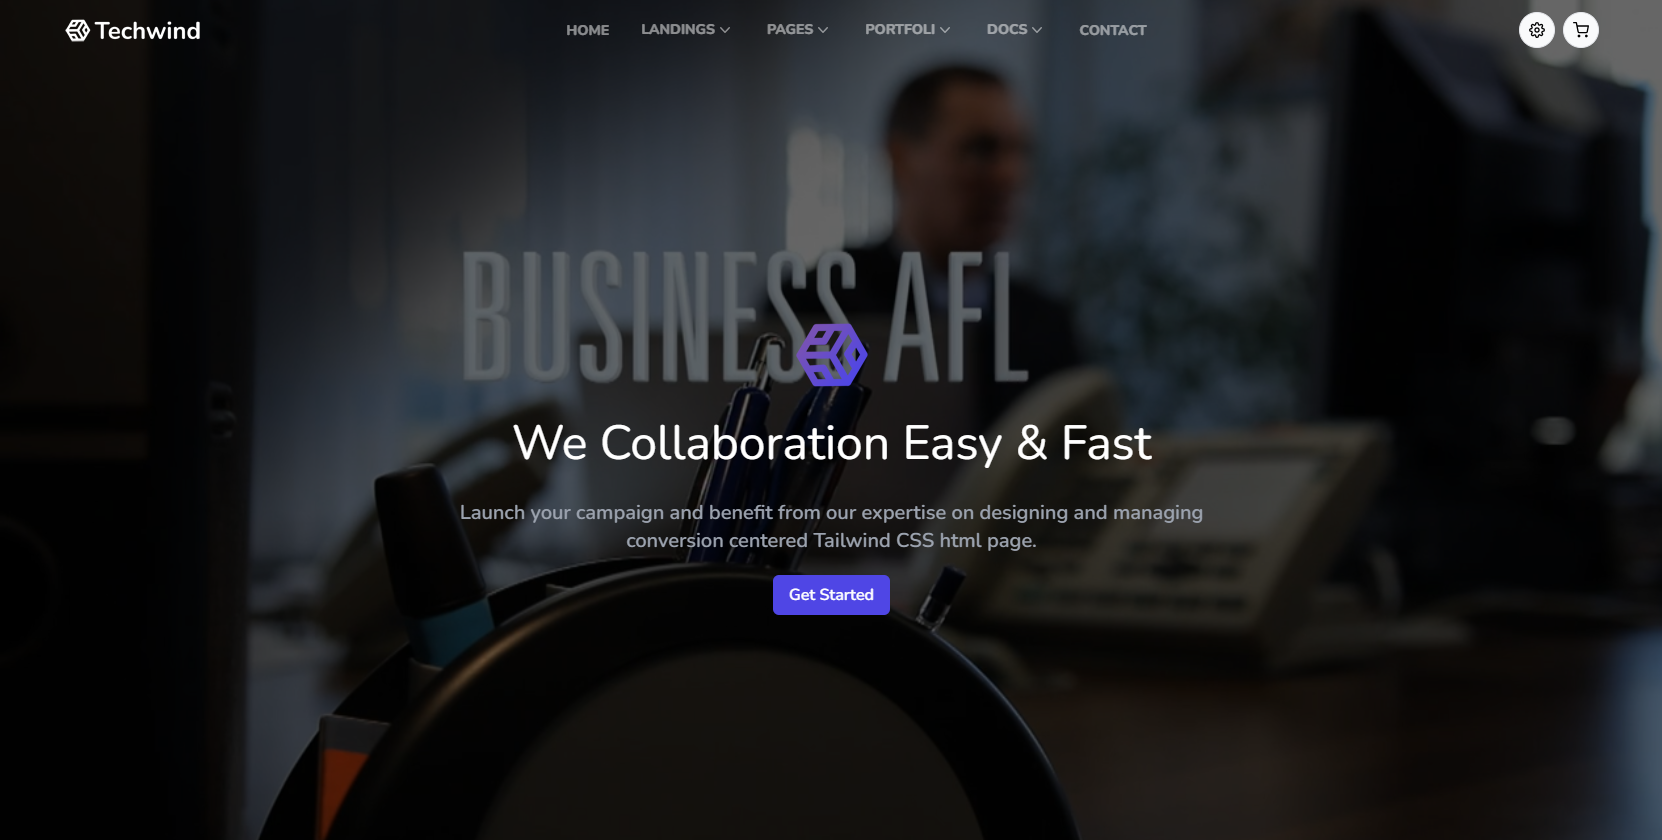 Techwind
HOME LANDINGS PAGES PORTFOLI DOCS CONTACT
BUSINESS AFL
We Collaboration Easy & Fast
Launch your campaign and benefit from our expertise on designing and managing
conversion centered Tailwind CSS html page.
Get Started